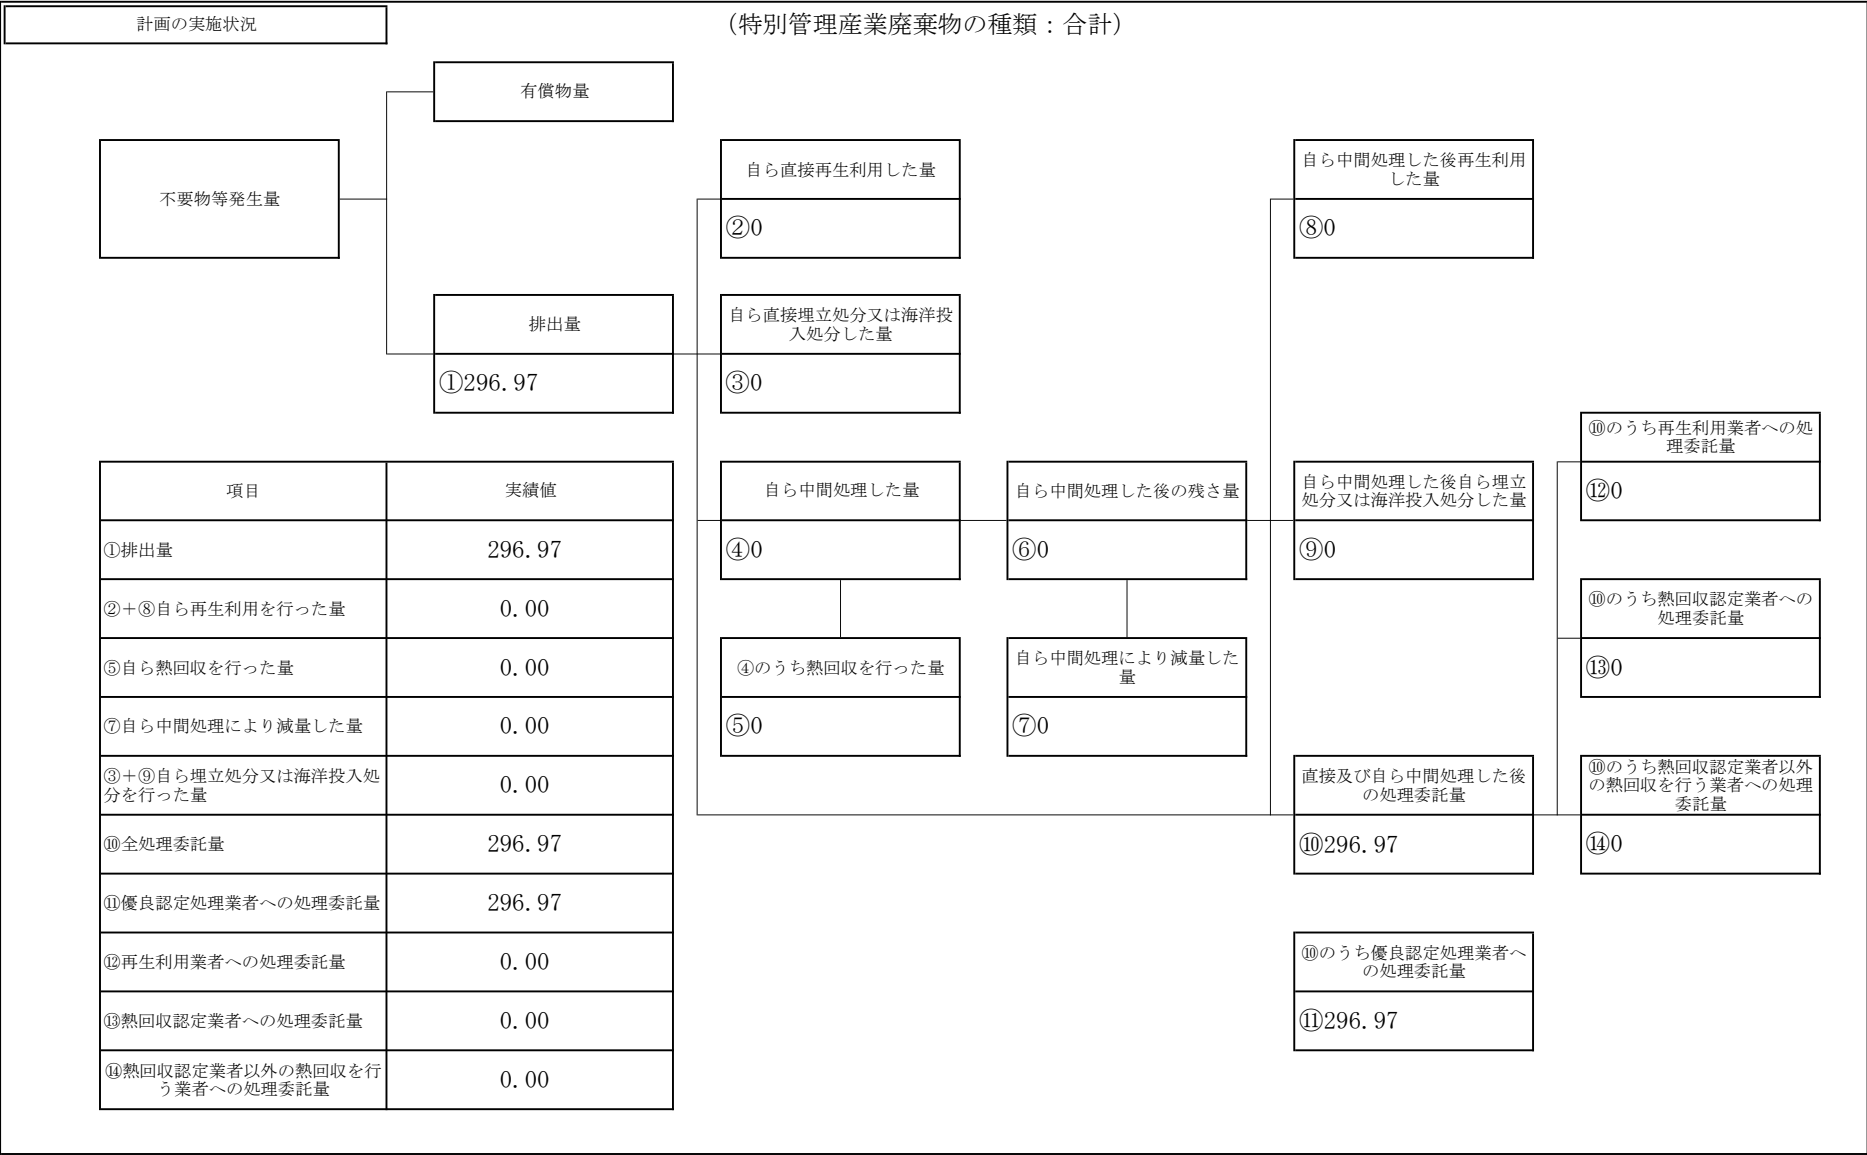 計画の実施状況
（特別管理産業廃棄物の種類：合計）
有償物量
不要物等発生量
自ら直接再生利用した量
②0
自ら中間処理した後再生利用
した量
⑧0
排出量
①296.97
自ら直接埋立処分又は海洋投
入処分した量
③0
⑩のうち再生利用業者への処
理委託量
⑫0
自ら中間処理した量
④0
自ら中間処理した後の残さ量
⑥0
自ら中間処理した後自ら埋立
処分又は海洋投入処分した量
⑨0
⑩のうち熱回収認定業者への
処理委託量
⑬0
④のうち熱回収を行った量
⑤0
自ら中間処理により減量した
量
⑦0
直接及び自ら中間処理した後
の処理委託量
⑩296.97
⑩のうち熱回収認定業者以外
の熱回収を行う業者への処理
委託量
⑭0
⑩のうち優良認定処理業者へ
の処理委託量
⑪296.97
項目 実績値
①排出量 296.97
②＋⑧自ら再生利用を行った量 0.00
⑤自ら熱回収を行った量 0.00
⑦自ら中間処理により減量した量 0.00
③＋⑨自ら埋立処分又は海洋投入処
分を行った量 0.00
⑩全処理委託量 296.97
⑪優良認定処理業者への処理委託量 296.97
⑫再生利用業者への処理委託量 0.00
⑬熱回収認定業者への処理委託量 0.00
⑭熱回収認定業者以外の熱回収を行
う業者への処理委託量 0.00